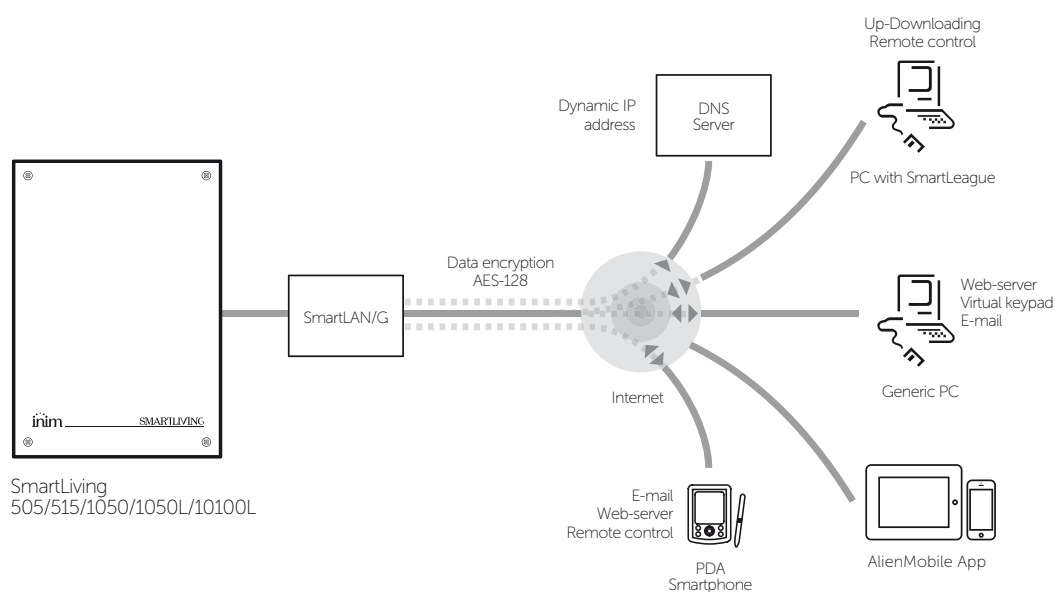 Up-Downloading
Remote control
PC with SmartLeague
Dynamic IP
address
DNS
Server
Data encryption
AES-128
SmartLAN/G
Internet
Web-server
Virtual keypad
E-mail
Generic PC
inim
SMARTLIVING
SmartLiving
505/515/1050/1050L/10100L
E-mail
Web-server
Remote control
PDA
Smartphone
AlienMobile App